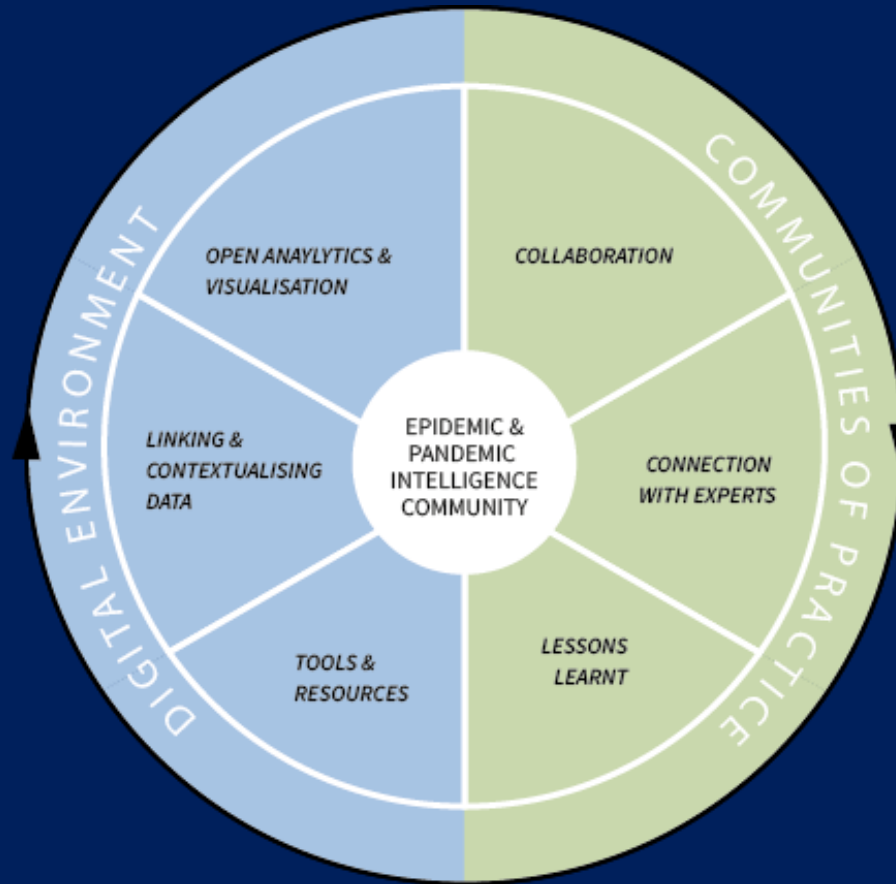 DIGITAL ENVIRONMENT
COMMUNITIES OF PRACTICE
OPEN ANAYLYTICS &
VISUALISATION
COLLABORATION
LINKING &
CONTEXTUALISING
DATA
EPIDEMIC &
PANDEMIC
INTELLIGENCE
COMMUNITY
CONNECTION
WITH EXPERTS
TOOLS &
RESOURCES
LESSONS
LEARNT